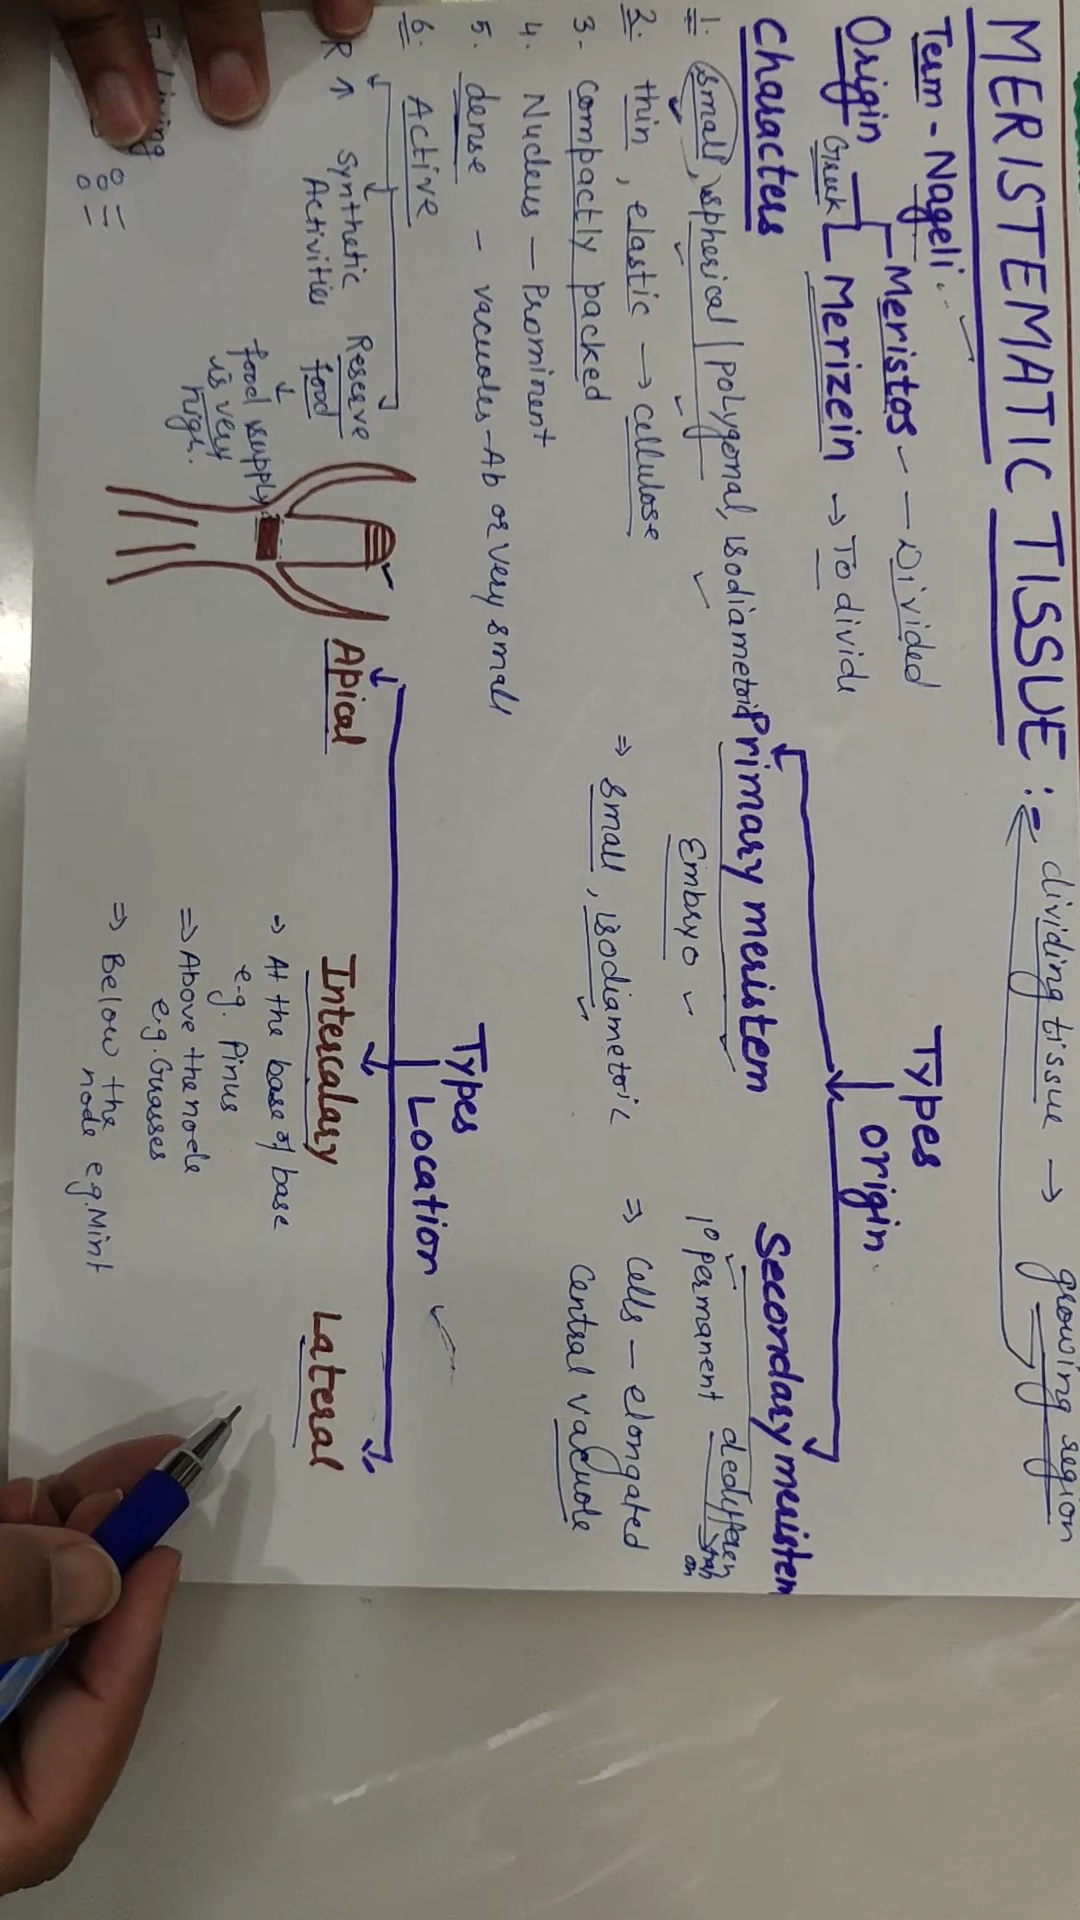 MERISTEMATIC TISSUE :- dividing tissue → growing region
Term - Nageli
Origin Meristos - Divided
Greek Merizein → To divide
Characters
1. small, spherical | polygonal, isodiametric
2. thin, elastic → cellulose
3. compactly packed
4. Nucleus - Prominent
5. dense - vacuoles - Ab or very small
6. Active
R ↑ Synthetic Activities
Reserve food
food supply
is very
high.
living
Types
origin.
Primary meristem
Embryo
⇒ small, isodiametric
Secondary meristem
1° permanent dedifferentiation
⇒ cells - elongated
central vacuole
Types
Location
Apical
Intercalary
⇒ At the base of base
e.g. Pinus
⇒ Above the node
e.g. Grasses
⇒ Below the
node e.g. Mint
Lateral